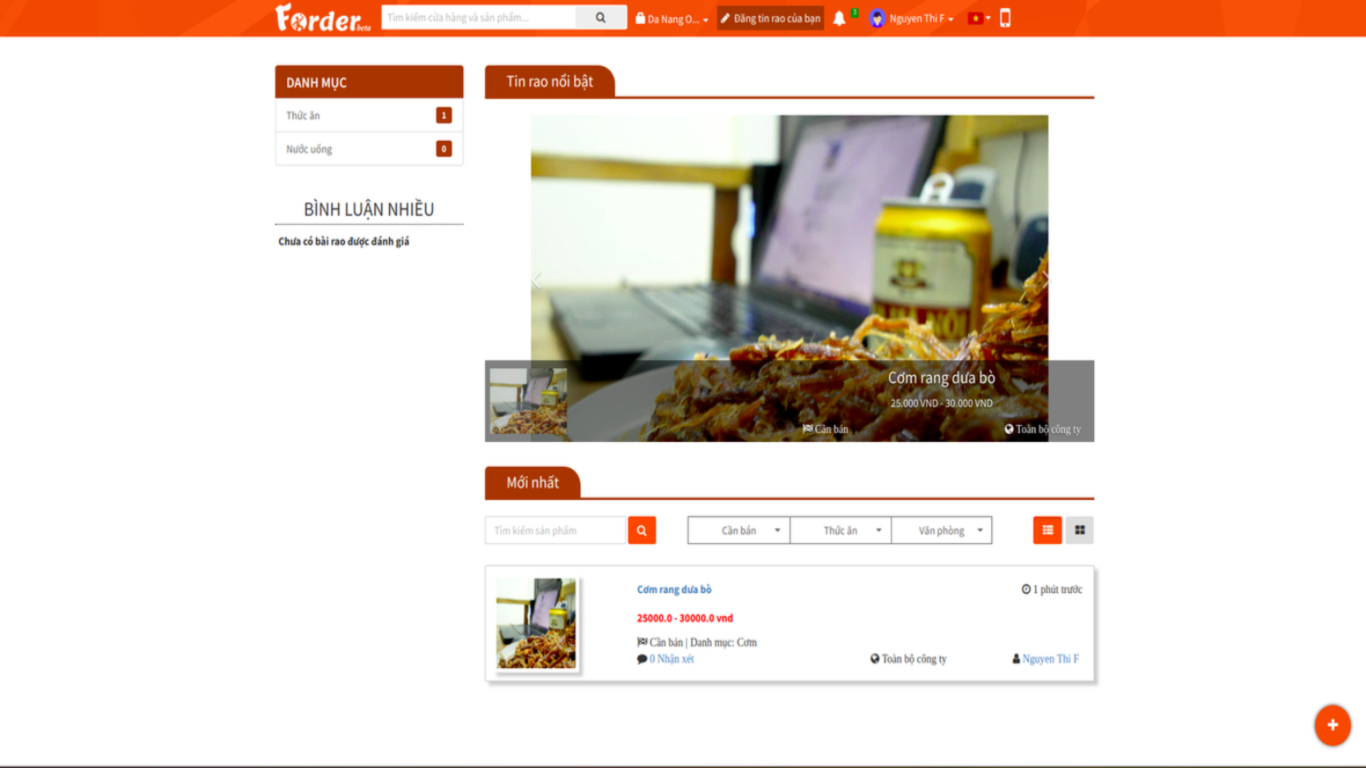 Forder beta
Tìm kiếm cửa hàng và sản phẩm...
Da Nang O...
Đăng tin rao của bạn
3
Nguyen Thi F
DANH MỤC
Thức ăn 1
Nước uống 0
BÌNH LUẬN NHIỀU
Chưa có bài rao được đánh giá
Tin rao nổi bật
Cơm rang dưa bò
25.000 VND - 30.000 VND
Cần bán
Toàn bộ công ty
Mới nhất
Tìm kiếm sản phẩm
Cần bán
Thức ăn
Văn phòng
Cơm rang dưa bò
1 phút trước
25000.0 - 30000.0 vnd
Cần bán | Danh mục: Cơm
0 Nhận xét
Toàn bộ công ty
Nguyen Thi F